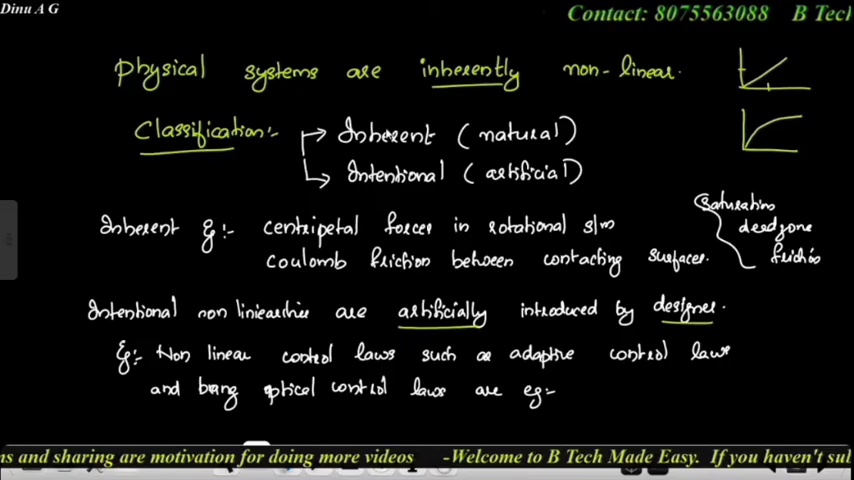 Dinu A G
Contact: 8075563088 B Tech
Physical systems are inherently non-linear.
Classification:-
Inherent (natural)
Intentional (artificial)
Inherent Eg:- centripetal forces in rotational s/m
coulomb friction between contacting surfaces.
Saturation
deadzone
friction
Intentional non linearities are artificially introduced by designer.
Eg:- Non linear control laws such as adaptive control laws
and bang optical control laws are eg:-
ns and sharing are motivation for doing more videos -Welcome to B Tech Made Easy. If you haven't sub